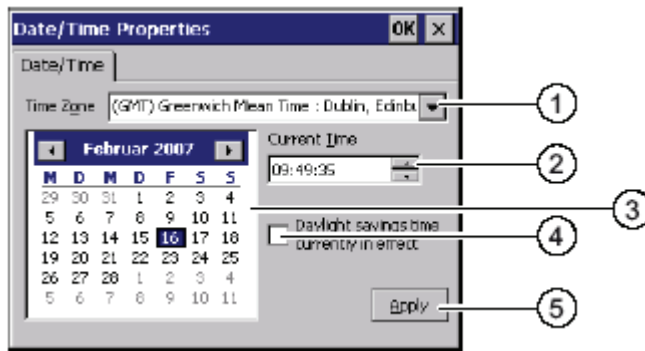 Date/Time Properties OK ×
Date/Time
Time Zone (GMT) Greenwich Mean Time : Dublin, Edinbu
1
Februar 2007
Current Time
M D M D F S S
09:49:35
2
29 30 31 1 2 3 4
3
5 6 7 8 9 10 11
Daylight savings time
12 13 14 15 16 17 18
currently in effect
4
19 20 21 22 23 24 25
26 27 28 1 2 3 4
5 6 7 8 9 10 11
Apply
5